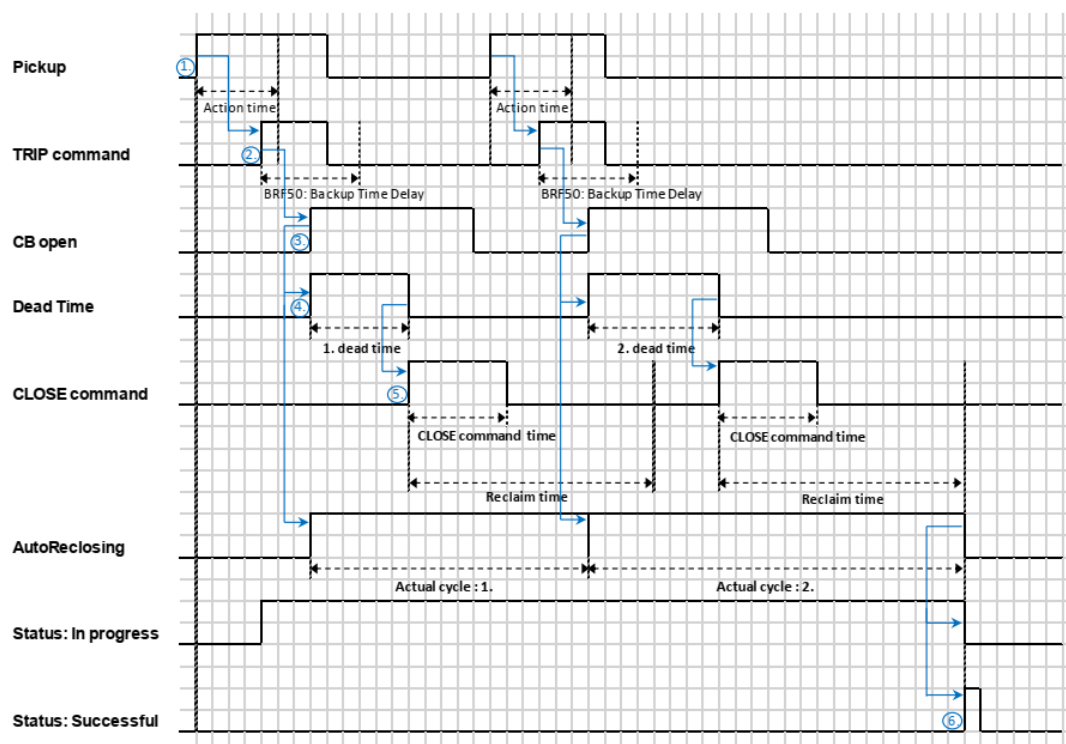 Pickup
1.
Action time
Action time
TRIP command
2.
BRF50: Backup Time Delay
BRF50: Backup Time Delay
CB open
3.
Dead Time
4.
1. dead time
2. dead time
CLOSE command
5.
CLOSE command time
CLOSE command time
Reclaim time
Reclaim time
AutoReclosing
Actual cycle : 1.
Actual cycle : 2.
Status: In progress
Status: Successful
6.